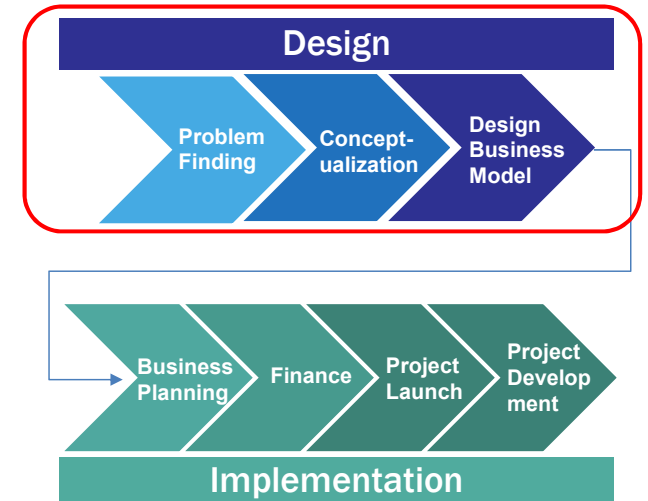 Design
Problem
Finding
Concept-
ualization
Design
Business
Model
Business
Planning
Finance
Project
Launch
Project
Develop
ment
Implementation